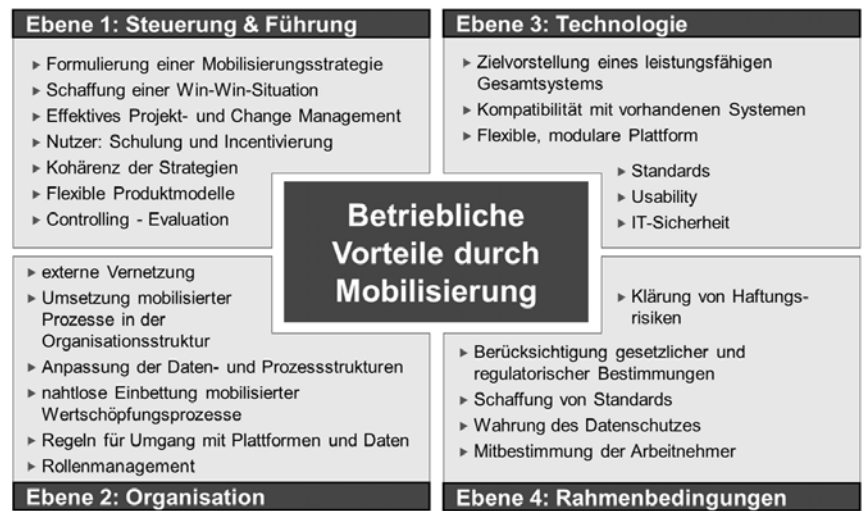 Ebene 1: Steuerung & Führung
Formulierung einer Mobilisierungsstrategie
Schaffung einer Win-Win-Situation
Effektives Projekt- und Change Management
Nutzer: Schulung und Incentivierung
Kohärenz der Strategien
Flexible Produktmodelle
Controlling - Evaluation
Ebene 3: Technologie
Zielvorstellung eines leistungsfähigen
Gesamtsystems
Kompatibilität mit vorhandenen Systemen
Flexible, modulare Plattform
Standards
Usability
IT-Sicherheit
Betriebliche
Vorteile durch
Mobilisierung
externe Vernetzung
Umsetzung mobilisierter
Prozesse in der
Organisationsstruktur
Anpassung der Daten- und Prozessstrukturen
nahtlose Einbettung mobilisierter
Wertschöpfungsprozesse
Regeln für Umgang mit Plattformen und Daten
Rollenmanagement
Ebene 2: Organisation
Klärung von Haftungs-
risiken
Berücksichtigung gesetzlicher und
regulatorischer Bestimmungen
Schaffung von Standards
Wahrung des Datenschutzes
Mitbestimmung der Arbeitnehmer
Ebene 4: Rahmenbedingungen